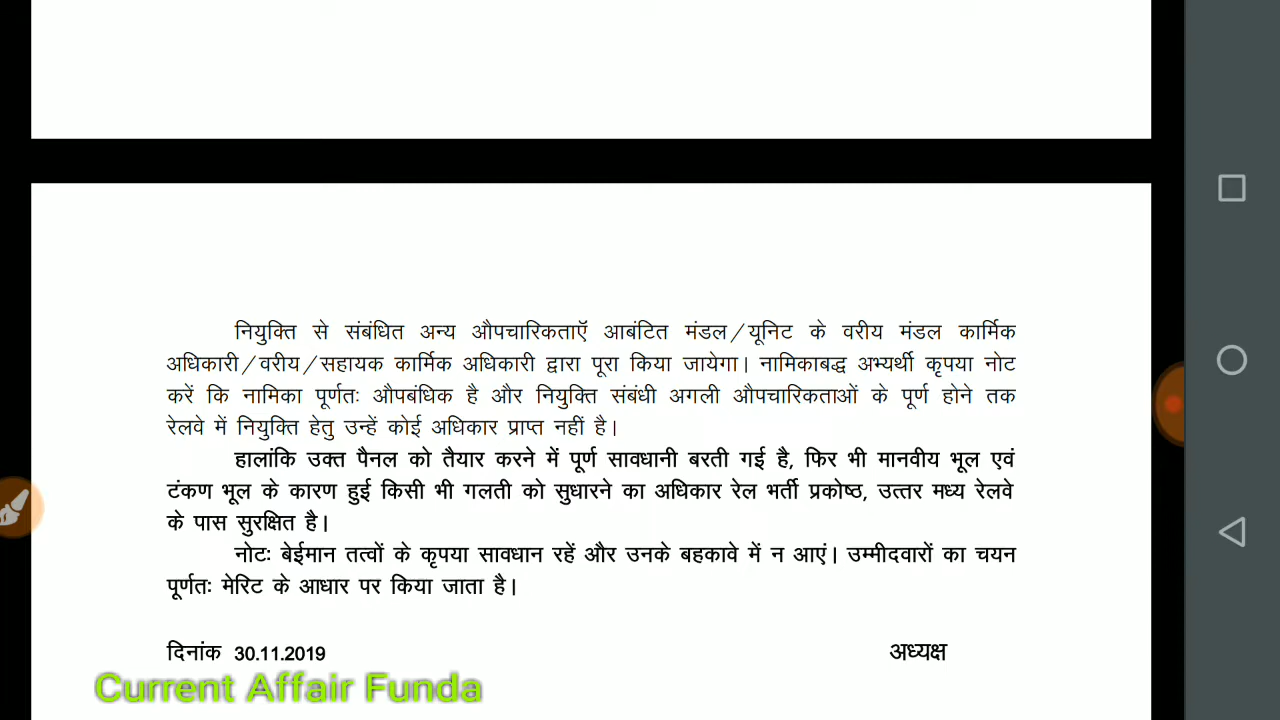 नियुक्ति से संबंधित अन्य औपचारिकताऍ आबंटित मंडल/यूनिट के वरीय मंडल कार्मिक
अधिकारी/वरीय/सहायक कार्मिक अधिकारी द्वारा पूरा किया जायेगा। नामिकाबद्ध अभ्यर्थी कृपया नोट
करें कि नामिका पूर्णतः औपबंधिक है और नियुक्ति संबंधी अगली औपचारिकताओं के पूर्ण होने तक
रेलवे में नियुक्ति हेतु उन्हें कोई अधिकार प्राप्त नहीं है।
हालांकि उक्त पैनल को तैयार करने में पूर्ण सावधानी बरती गई है, फिर भी मानवीय भूल एवं
टंकण भूल के कारण हुई किसी भी गलती को सुधारने का अधिकार रेल भर्ती प्रकोष्ठ, उत्तर मध्य रेलवे
के पास सुरक्षित है।
नोटः बेईमान तत्वों के कृपया सावधान रहें और उनके बहकावे में न आएं। उम्मीदवारों का चयन
पूर्णतः मेरिट के आधार पर किया जाता है।
दिनांक 30.11.2019 अध्यक्ष
Current Affair Funda